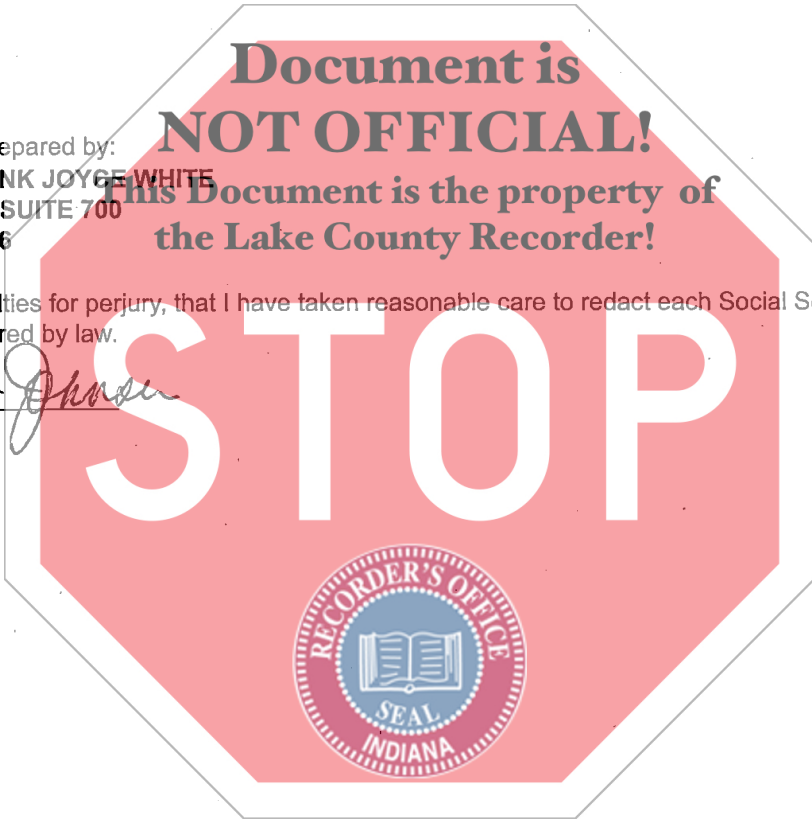 Document is
NOT OFFICIAL!
epared by:
NK JOYCE WHITE
This Document is the property of
SUITE 700
the Lake County Recorder!
6
lties for perjury, that I have taken reasonable care to redact each Social S
red by law.
Johnson
STOP
RECORDER'S OFFICE
SEAL
INDIANA